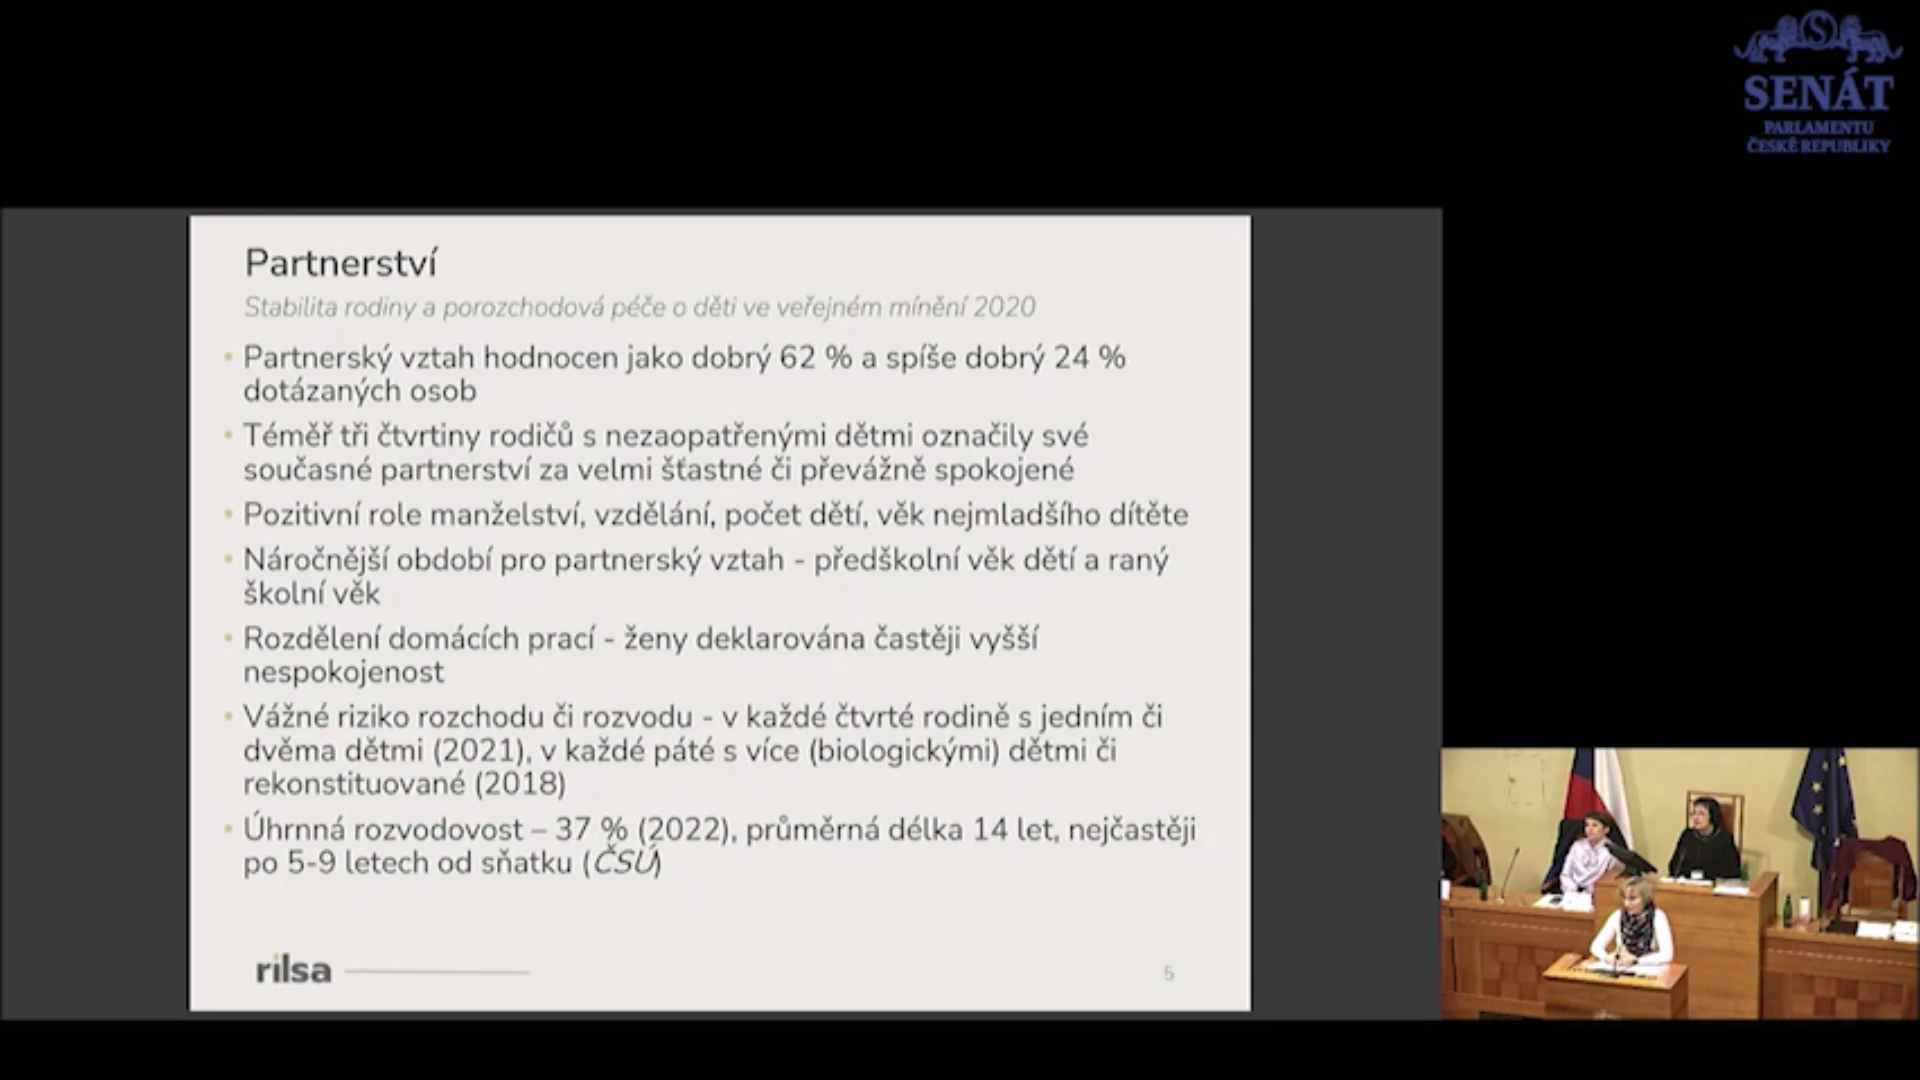 SENÁT
PARLAMENTU
ČESKÉ REPUBLIKY
Partnerství
Stabilita rodiny a porozchodová péče o děti ve veřejném mínění 2020
• Partnerský vztah hodnocen jako dobrý 62 % a spíše dobrý 24 %
dotázaných osob
• Téměř tři čtvrtiny rodičů s nezaopatřenými dětmi označily své
současné partnerství za velmi šťastné či převážně spokojené
• Pozitivní role manželství, vzdělání, počet dětí, věk nejmladšího dítěte
• Náročnější období pro partnerský vztah - předškolní věk dětí a raný
školní věk
• Rozdělení domácích prací - ženy deklarována častěji vyšší
nespokojenost
• Vážné riziko rozchodu či rozvodu - v každé čtvrté rodině s jedním či
dvěma dětmi (2021), v každé páté s více (biologickými) dětmi či
rekonstituované (2018)
• Úhrnná rozvodovost – 37 % (2022), průměrná délka 14 let, nejčastěji
po 5-9 letech od sňatku (ČSÚ)
rilsa
5